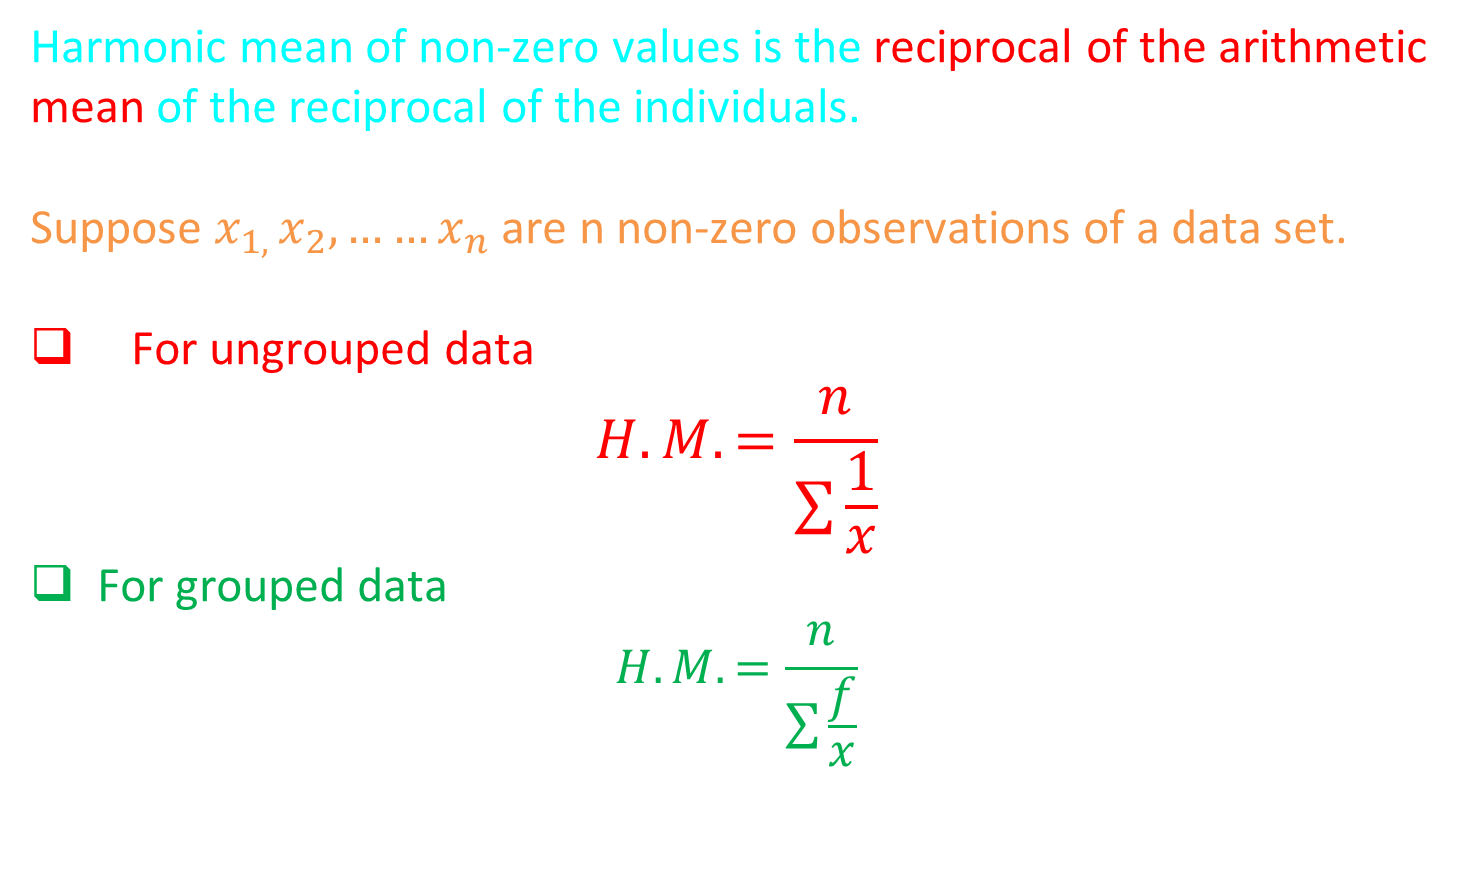 Harmonic mean of non-zero values is the reciprocal of the arithmetic
mean of the reciprocal of the individuals.
Suppose x₁, x₂, … … xₙ are n non-zero observations of a data set.
❑ For ungrouped data
H. M. = n / ∑ 1/x
❑ For grouped data
H. M. = n / ∑ f/x